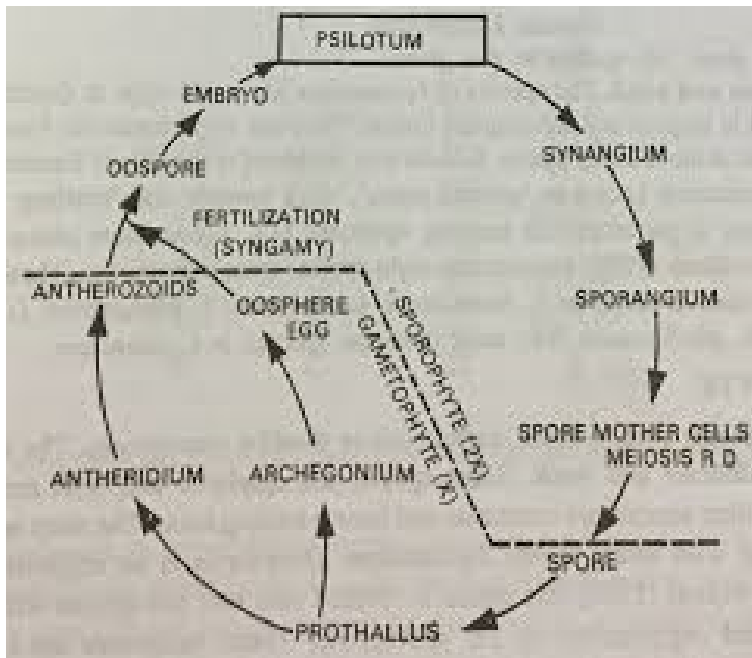 PSILOTUM
EMBRYO
OOSPORE
SYNANGIUM
FERTILIZATION
(SYNGAMY)
ANTHEROZOIDS
OOSPHERE
EGG
SPORANGIUM
SPOROPHYTE (2X)
GAMETOPHYTE (X)
SPORE MOTHER CELLS
MEIOSIS R D
ANTHERIDIUM
ARCHEGONIUM
SPORE
PROTHALLUS